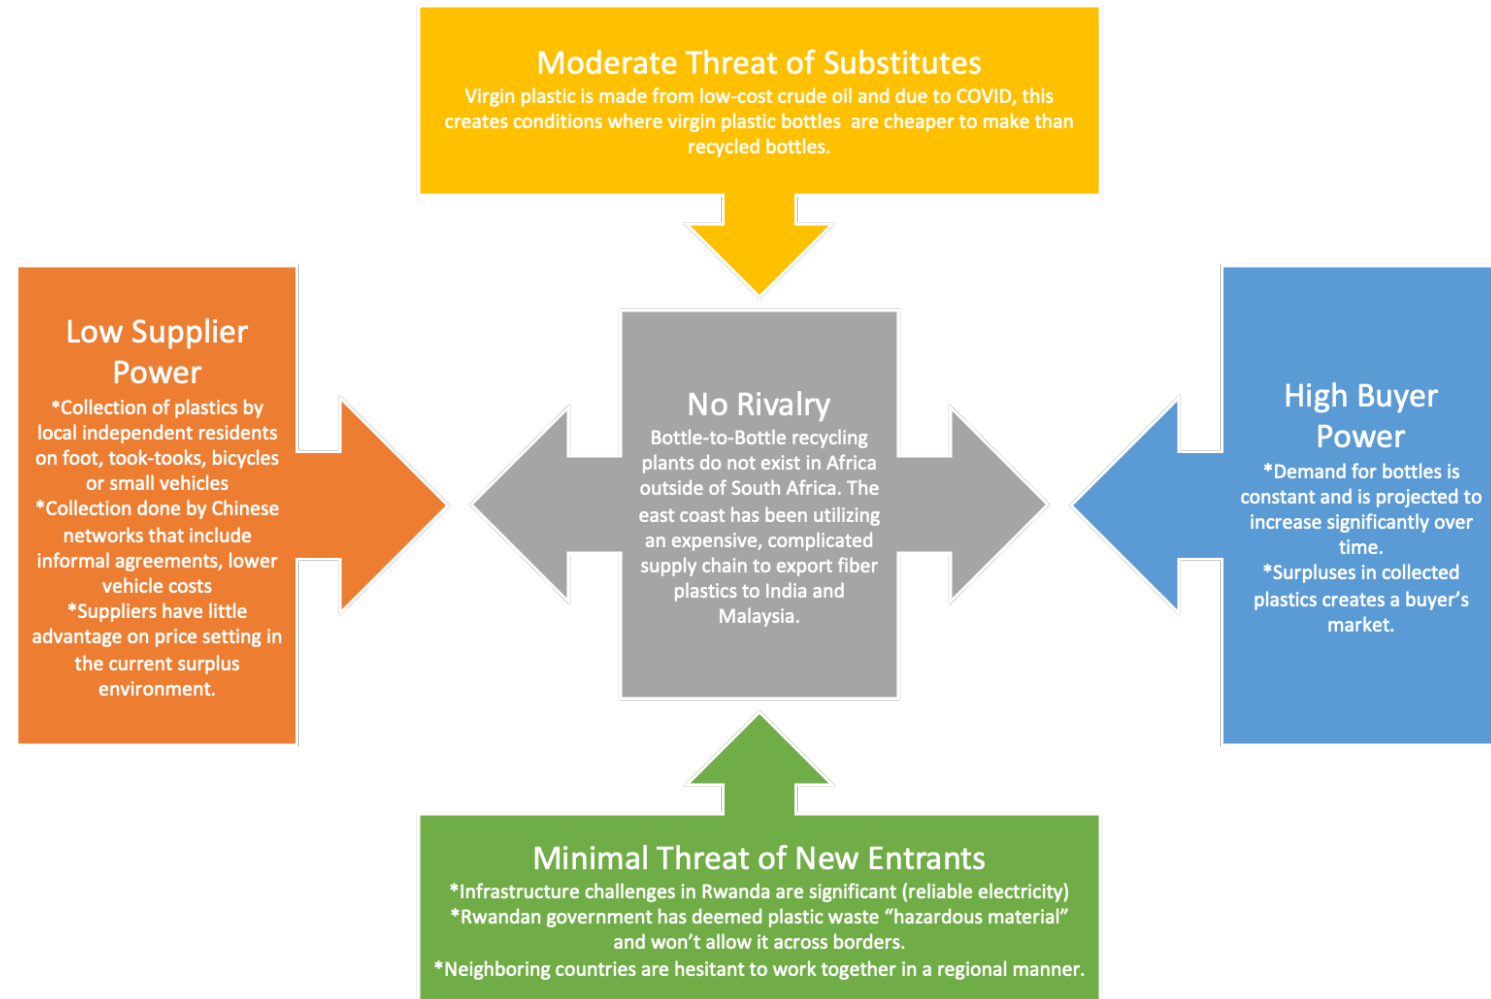 Moderate Threat of Substitutes
Virgin plastic is made from low-cost crude oil and due to COVID, this
creates conditions where virgin plastic bottles are cheaper to make than
recycled bottles.
Low Supplier
Power
*Collection of plastics by
local independent residents
on foot, took-tooks, bicycles
or small vehicles
*Collection done by Chinese
networks that include
informal agreements, lower
vehicle costs
*Suppliers have little
advantage on price setting in
the current surplus
environment.
No Rivalry
Bottle-to-Bottle recycling
plants do not exist in Africa
outside of South Africa. The
east coast has been utilizing
an expensive, complicated
supply chain to export fiber
plastics to India and
Malaysia.
High Buyer
Power
*Demand for bottles is
constant and is projected to
increase significantly over
time.
*Surpluses in collected
plastics creates a buyer’s
market.
Minimal Threat of New Entrants
*Infrastructure challenges in Rwanda are significant (reliable electricity)
*Rwandan government has deemed plastic waste “hazardous material”
and won’t allow it across borders.
*Neighboring countries are hesitant to work together in a regional manner.